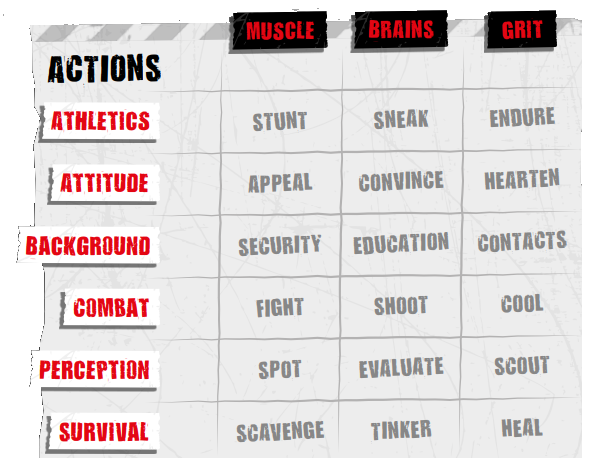 MUSCLE BRAINS GRIT
ACTIONS
ATHLETICS STUNT SNEAK ENDURE
ATTITUDE APPEAL CONVINCE HEARTEN
BACKGROUND SECURITY EDUCATION CONTACTS
COMBAT FIGHT SHOOT COOL
PERCEPTION SPOT EVALUATE SCOUT
SURVIVAL SCAVENGE TINKER HEAL